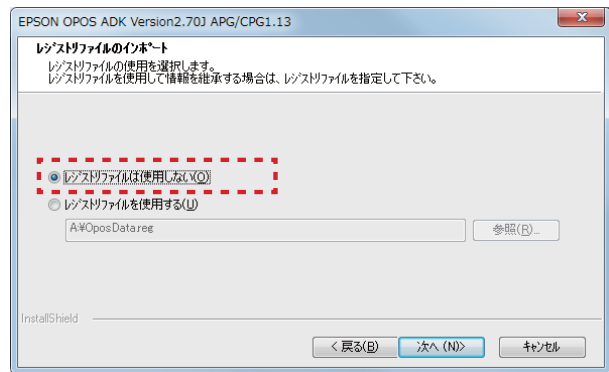 EPSON OPOS ADK Version2.70J APG/CPG1.13
レジストリファイルのインポート
レジストリファイルの使用を選択します。
レジストリファイルを使用して情報を継承する場合は、レジストリファイルを指定して下さい。
レジストリファイルは使用しない(O)
レジストリファイルを使用する(U)
A:¥OposData.reg
参照(R)...
InstallShield
< 戻る(B)
次へ (N)>
キャンセル